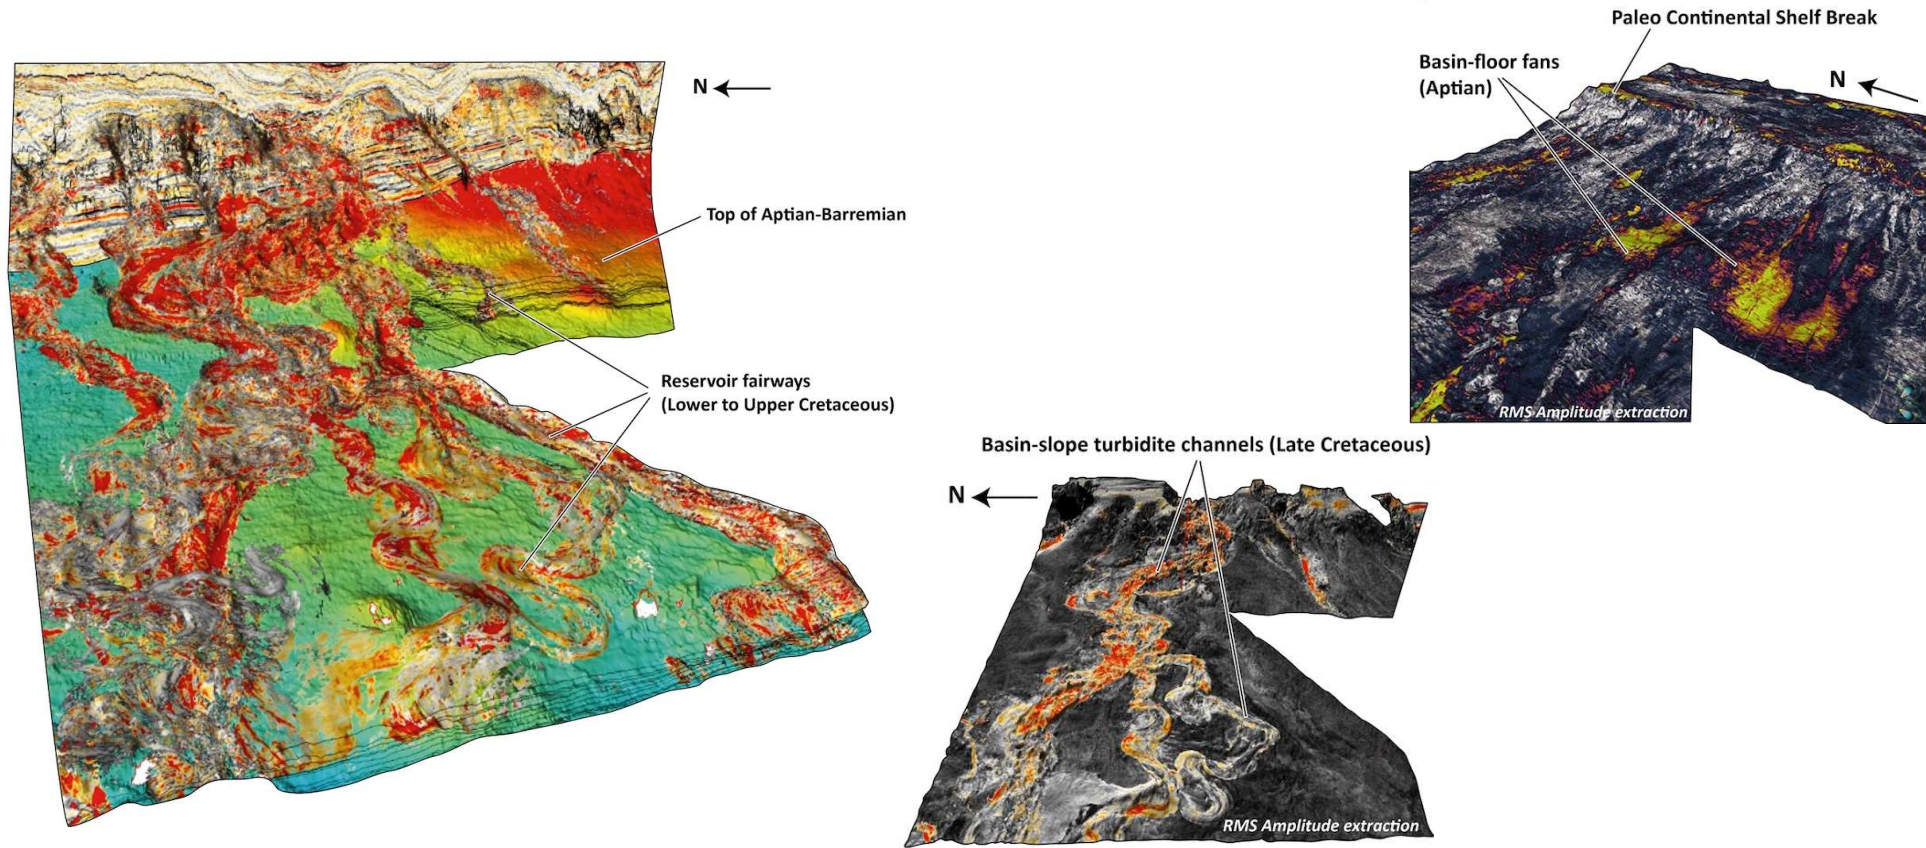 N
Top of Aptian-Barremian
Reservoir fairways
(Lower to Upper Cretaceous)
Paleo Continental Shelf Break
Basin-floor fans
(Aptian)
N
RMS Amplitude extraction
Basin-slope turbidite channels (Late Cretaceous)
N
RMS Amplitude extraction